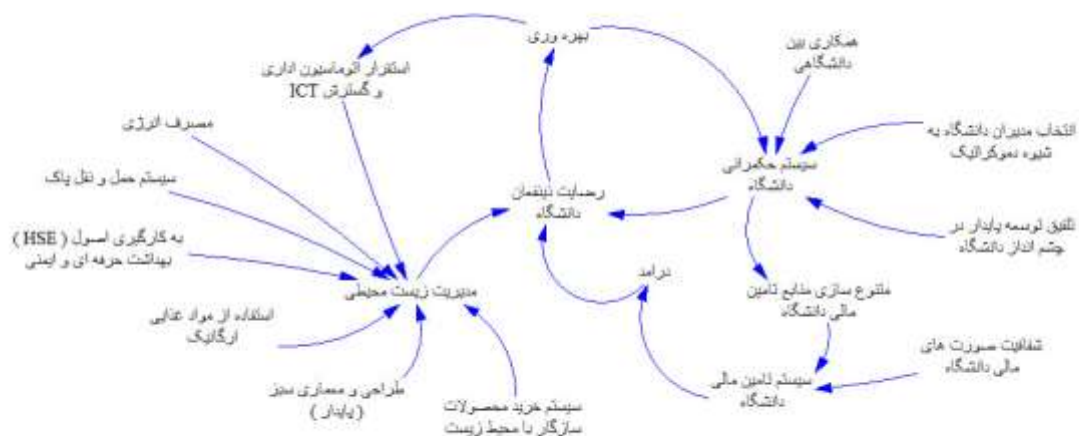 بهره وری
همکاری بین
دانشگاهی
استقرار اتوماسیون اداری
و گسترش ICT
مصرف انرژی
انتخاب مدیران دانشگاه به
شیوه دموکراتیک
سیستم حکمرانی
دانشگاه
سیستم حمل و نقل پاک
رضایت ذینفعان
دانشگاه
تلفیق توسعه پایدار در
چشم انداز دانشگاه
به کارگیری اصول ( HSE )
بهداشت حرفه ای و ایمنی
درامد
مدیریت زیست محیطی
متنوع سازی منابع تامین
مالی دانشگاه
استفاده از مواد غذایی
ارگانیک
شفافیت صورت های
مالی دانشگاه
طراحی و معماری سبز
( پایدار )
سیستم تامین مالی
دانشگاه
سیستم خرید محصولات
سازگار با محیط زیست